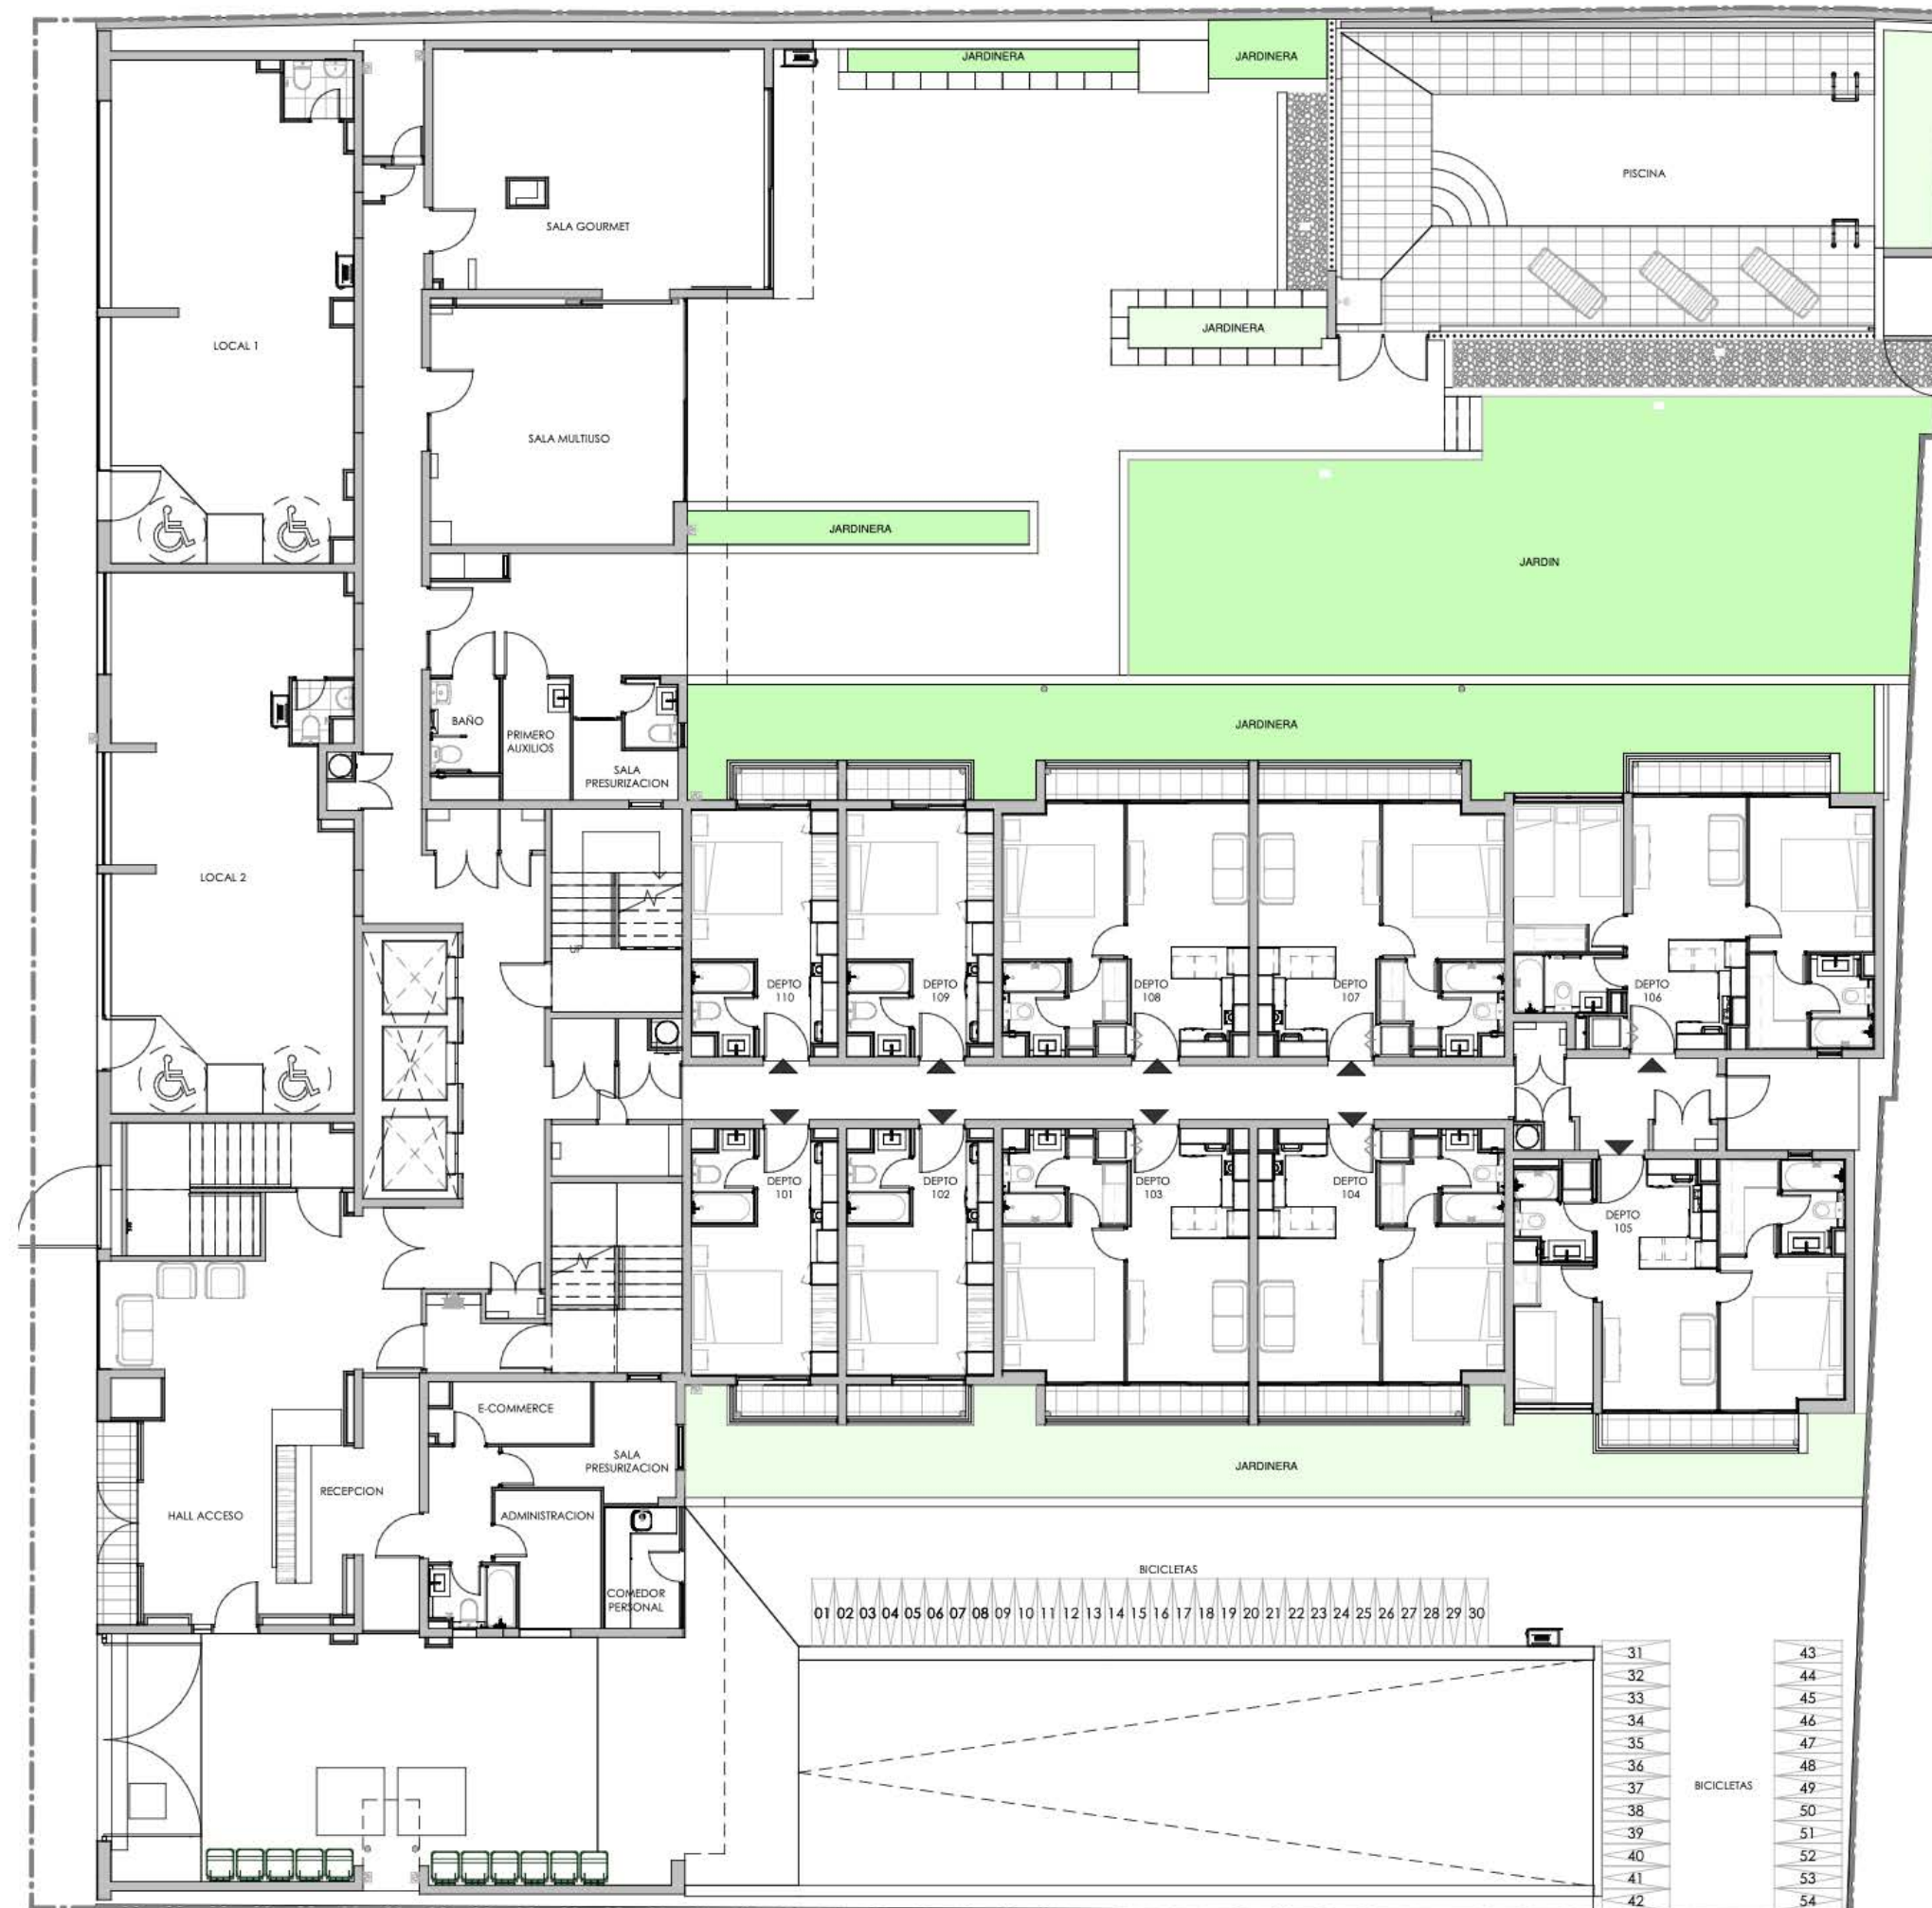 JARDINERA
JARDINERA
PISCINA
SALA GOURMET
JARDINERA
LOCAL 1
SALA MULTIUSO
JARDINERA
JARDIN
BAÑO
PRIMERO
AUXILIOS
SALA
PRESURIZACION
JARDINERA
LOCAL 2
DEPTO
110
DEPTO
109
DEPTO
108
DEPTO
107
DEPTO
106
DEPTO
101
DEPTO
102
DEPTO
103
DEPTO
104
DEPTO
105
E-COMMERCE
SALA
PRESURIZACION
JARDINERA
RECEPCION
HALL ACCESO
ADMINISTRACION
COMEDOR
PERSONAL
BICICLETAS
01 02 03 04 05 06 07 08 09 10 11 12 13 14 15 16 17 18 19 20 21 22 23 24 25 26 27 28 29 30
31
32
33
34
35
36
37
38
39
40
41
42
BICICLETAS
43
44
45
46
47
48
49
50
51
52
53
54